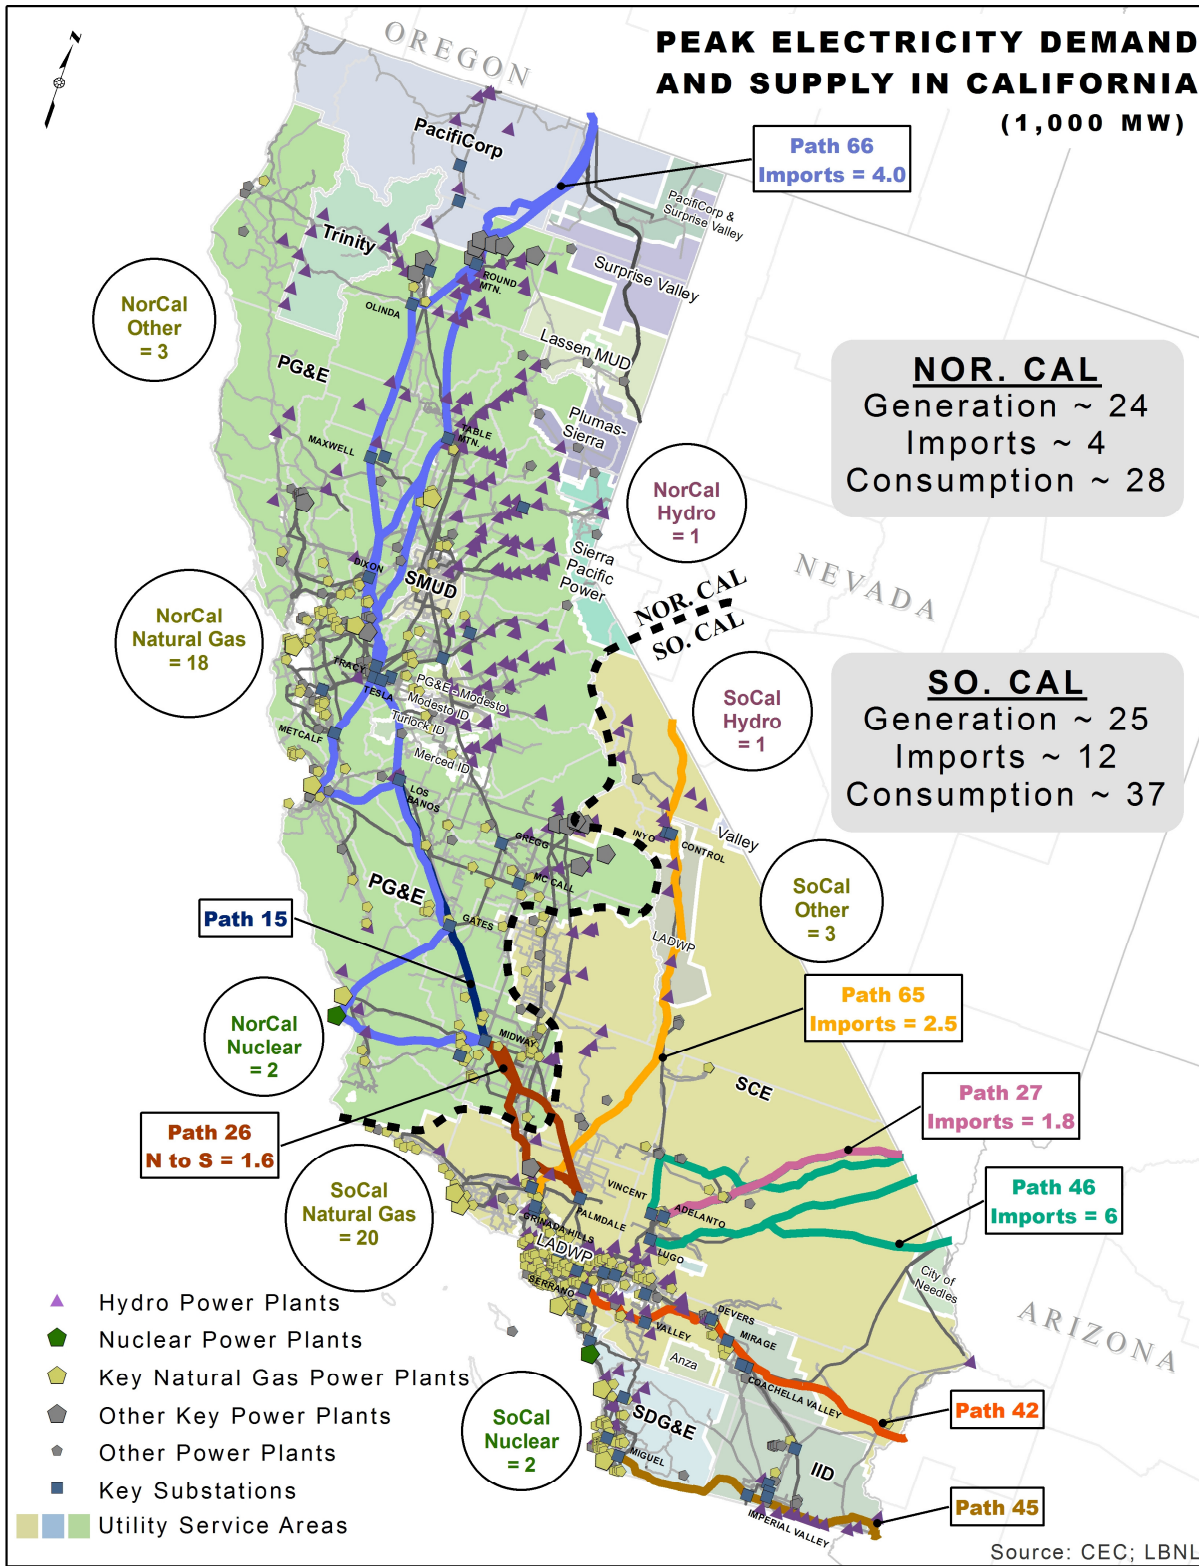 PEAK ELECTRICITY DEMAND
AND SUPPLY IN CALIFORNIA
(1,000 MW)
N
OREGON
PacifiCorp
Path 66
Imports = 4.0
PacifiCorp &
Surprise Valley
Trinity
Surprise Valley
ROUND
MTN.
OLINDA
NorCal
Other
= 3
Lassen MUD
PG&E
NOR. CAL
Generation ~ 24
Imports ~ 4
Consumption ~ 28
Plumas-
Sierra
TABLE
MTN.
MAXWELL
NorCal
Hydro
= 1
Sierra
Pacific
Power
DIXON
SMUD
NEVADA
NOR. CAL
SO. CAL
NorCal
Natural Gas
= 18
TRACY
TESLA
PG&E - Modesto
Modesto ID
Turlock ID
Merced ID
METCALF
SO. CAL
Generation ~ 25
Imports ~ 12
Consumption ~ 37
SoCal
Hydro
= 1
LOS
BANOS
GREGG
INYO
CONTROL
Valley
MC CALL
PG&E
GATES
SoCal
Other
= 3
Path 15
LADWP
Path 65
Imports = 2.5
NorCal
Nuclear
= 2
MIDWAY
SCE
Path 27
Imports = 1.8
Path 26
N to S = 1.6
SoCal
Natural Gas
= 20
VINCENT
Path 46
Imports = 6
PALMDALE
ADELANTO
GRINADA HILLS
LADWP
LUGO
City of
Needles
SERRANO
ARIZONA
DEVERS
VALLEY
MIRAGE
Anza
COACHELLA VALLEY
SoCal
Nuclear
= 2
SDG&E
Path 42
MIGUEL
IID
Path 45
IMPERIAL VALLEY
Hydro Power Plants
Nuclear Power Plants
Key Natural Gas Power Plants
Other Key Power Plants
Other Power Plants
Key Substations
Utility Service Areas
Source: CEC; LBNL